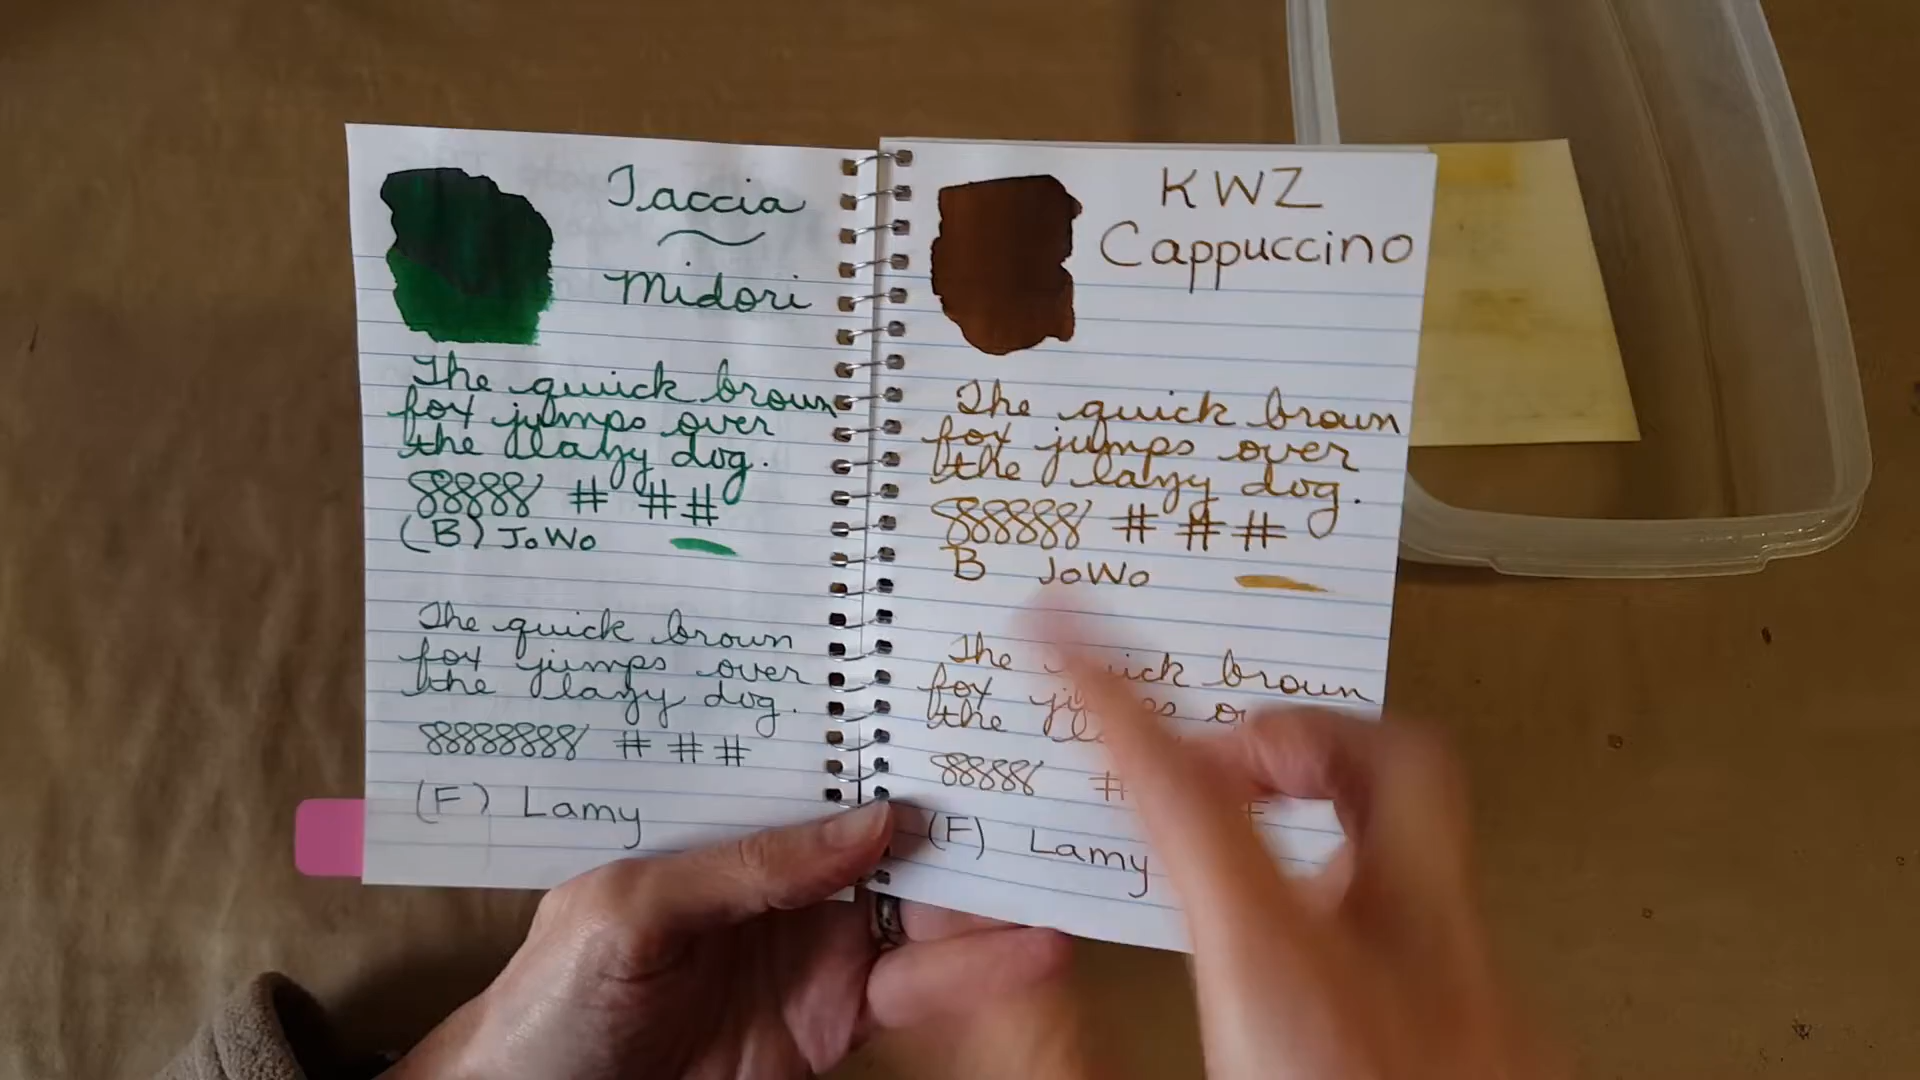 Taccia
Midori
The quick brown
fox jumps over
the lazy dog.
88888 # # #
(B) JoWo
The quick brown
fox jumps over
the lazy dog.
88888888 # # #
(F) Lamy
KWZ
Cappuccino
The quick brown
fox jumps over
the lazy dog.
888888 # # #
B JoWo
The quick brown
fox
the
88888 #
(F) Lamy